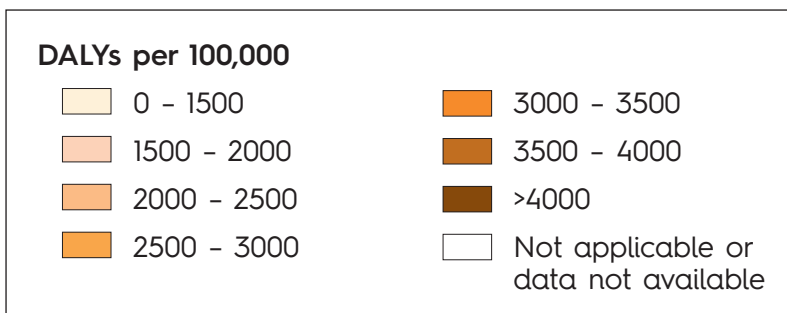 DALYs per 100,000
0 – 1500
1500 – 2000
2000 – 2500
2500 – 3000
3000 – 3500
3500 – 4000
>4000
Not applicable or
data not available